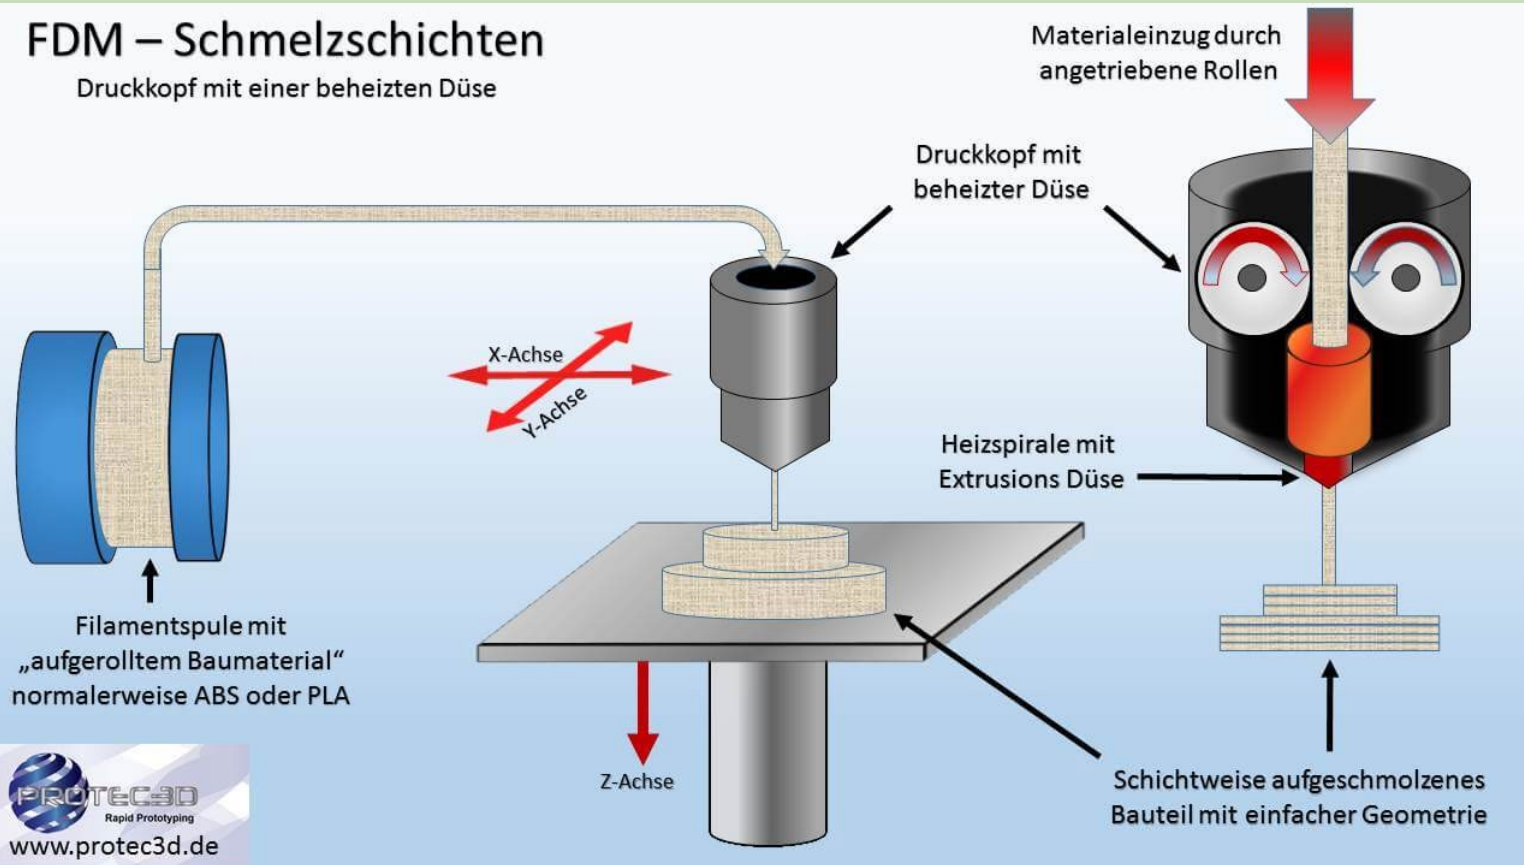 FDM – Schmelzschichten
Druckkopf mit einer beheizten Düse
Materialeinzug durch
angetriebene Rollen
Druckkopf mit
beheizter Düse
X-Achse
Y-Achse
Heizspirale mit
Extrusions Düse
Filamentspule mit
„aufgerolltem Baumaterial“
normalerweise ABS oder PLA
Z-Achse
Schichtweise aufgeschmolzenes
Bauteil mit einfacher Geometrie
PROTEC3D
Rapid Prototyping
www.protec3d.de